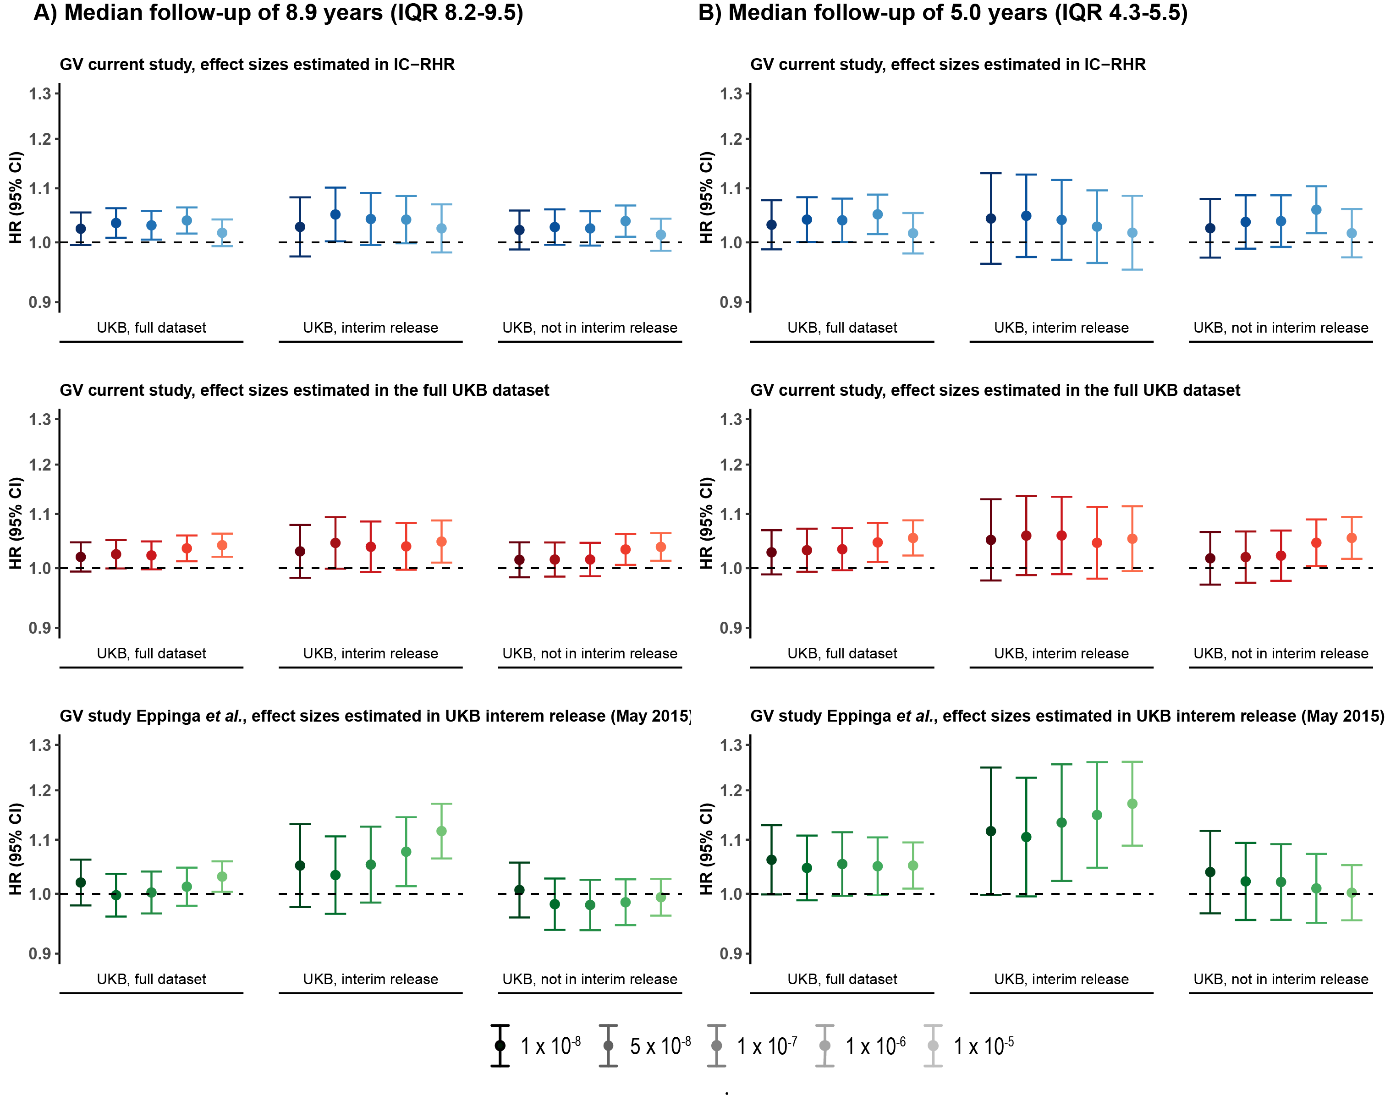 A) Median follow-up of 8.9 years (IQR 8.2-9.5)
B) Median follow-up of 5.0 years (IQR 4.3-5.5)
GV current study, effect sizes estimated in IC−RHR
HR (95% CI)
1.3
1.2
1.1
1.0
0.9
UKB, full dataset
UKB, interim release
UKB, not in interim release
GV current study, effect sizes estimated in IC−RHR
HR (95% CI)
1.3
1.2
1.1
1.0
0.9
UKB, full dataset
UKB, interim release
UKB, not in interim release
GV current study, effect sizes estimated in the full UKB dataset
HR (95% CI)
1.3
1.2
1.1
1.0
0.9
UKB, full dataset
UKB, interim release
UKB, not in interim release
GV current study, effect sizes estimated in the full UKB dataset
HR (95% CI)
1.3
1.2
1.1
1.0
0.9
UKB, full dataset
UKB, interim release
UKB, not in interim release
GV study Eppinga et al., effect sizes estimated in UKB interem release (May 2015)
HR (95% CI)
1.3
1.2
1.1
1.0
0.9
UKB, full dataset
UKB, interim release
UKB, not in interim release
GV study Eppinga et al., effect sizes estimated in UKB interem release (May 2015)
HR (95% CI)
1.3
1.2
1.1
1.0
0.9
UKB, full dataset
UKB, interim release
UKB, not in interim release
1 x 10⁻⁸ 5 x 10⁻⁸ 1 x 10⁻⁷ 1 x 10⁻⁶ 1 x 10⁻⁵
.